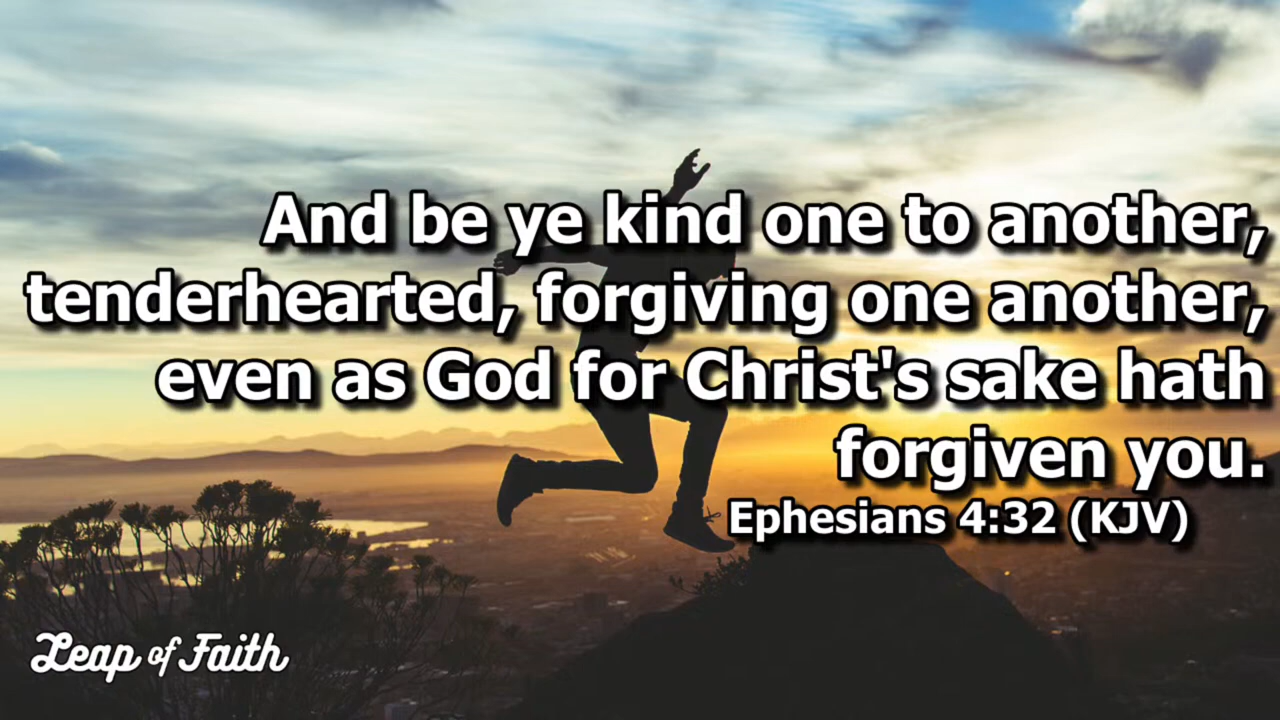 And be ye kind one to another,
tenderhearted, forgiving one another,
even as God for Christ's sake hath
forgiven you.
Ephesians 4:32 (KJV)
Leap of Faith